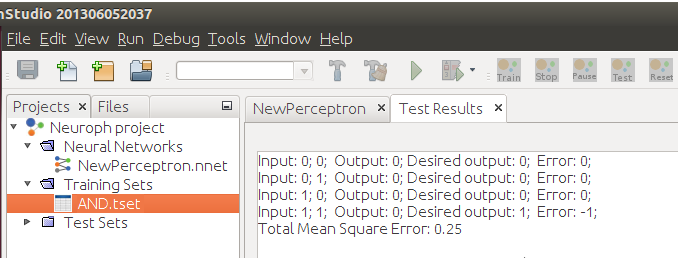 nStudio 201306052037
File Edit View Run Debug Tools Window Help
Train Stop Pause Test Reset
Projects × Files
NewPerceptron × Test Results ×
Neuroph project
Neural Networks
NewPerceptron.nnet
Training Sets
AND.tset
Test Sets
Input: 0; 0; Output: 0; Desired output: 0; Error: 0;
Input: 0; 1; Output: 0; Desired output: 0; Error: 0;
Input: 1; 0; Output: 0; Desired output: 0; Error: 0;
Input: 1; 1; Output: 0; Desired output: 1; Error: -1;
Total Mean Square Error: 0.25